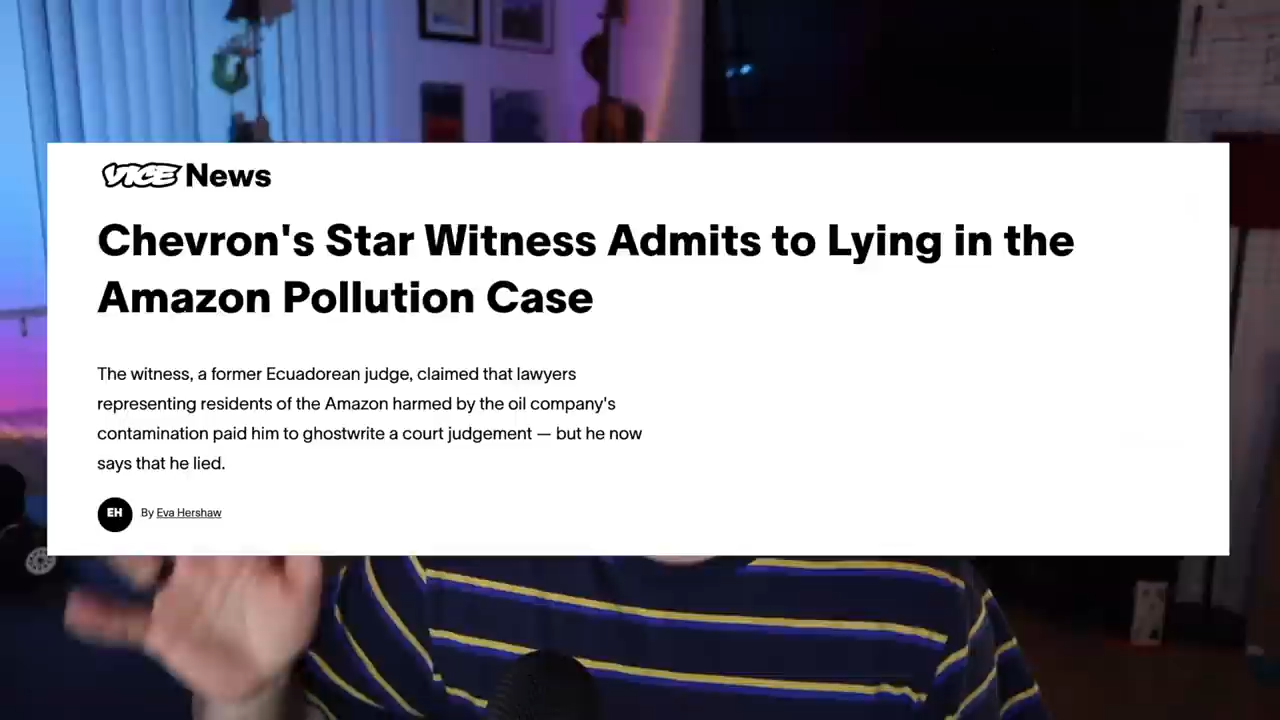 VICE News
Chevron's Star Witness Admits to Lying in the
Amazon Pollution Case
The witness, a former Ecuadorean judge, claimed that lawyers
representing residents of the Amazon harmed by the oil company's
contamination paid him to ghostwrite a court judgement — but he now
says that he lied.
EH By Eva Hershaw